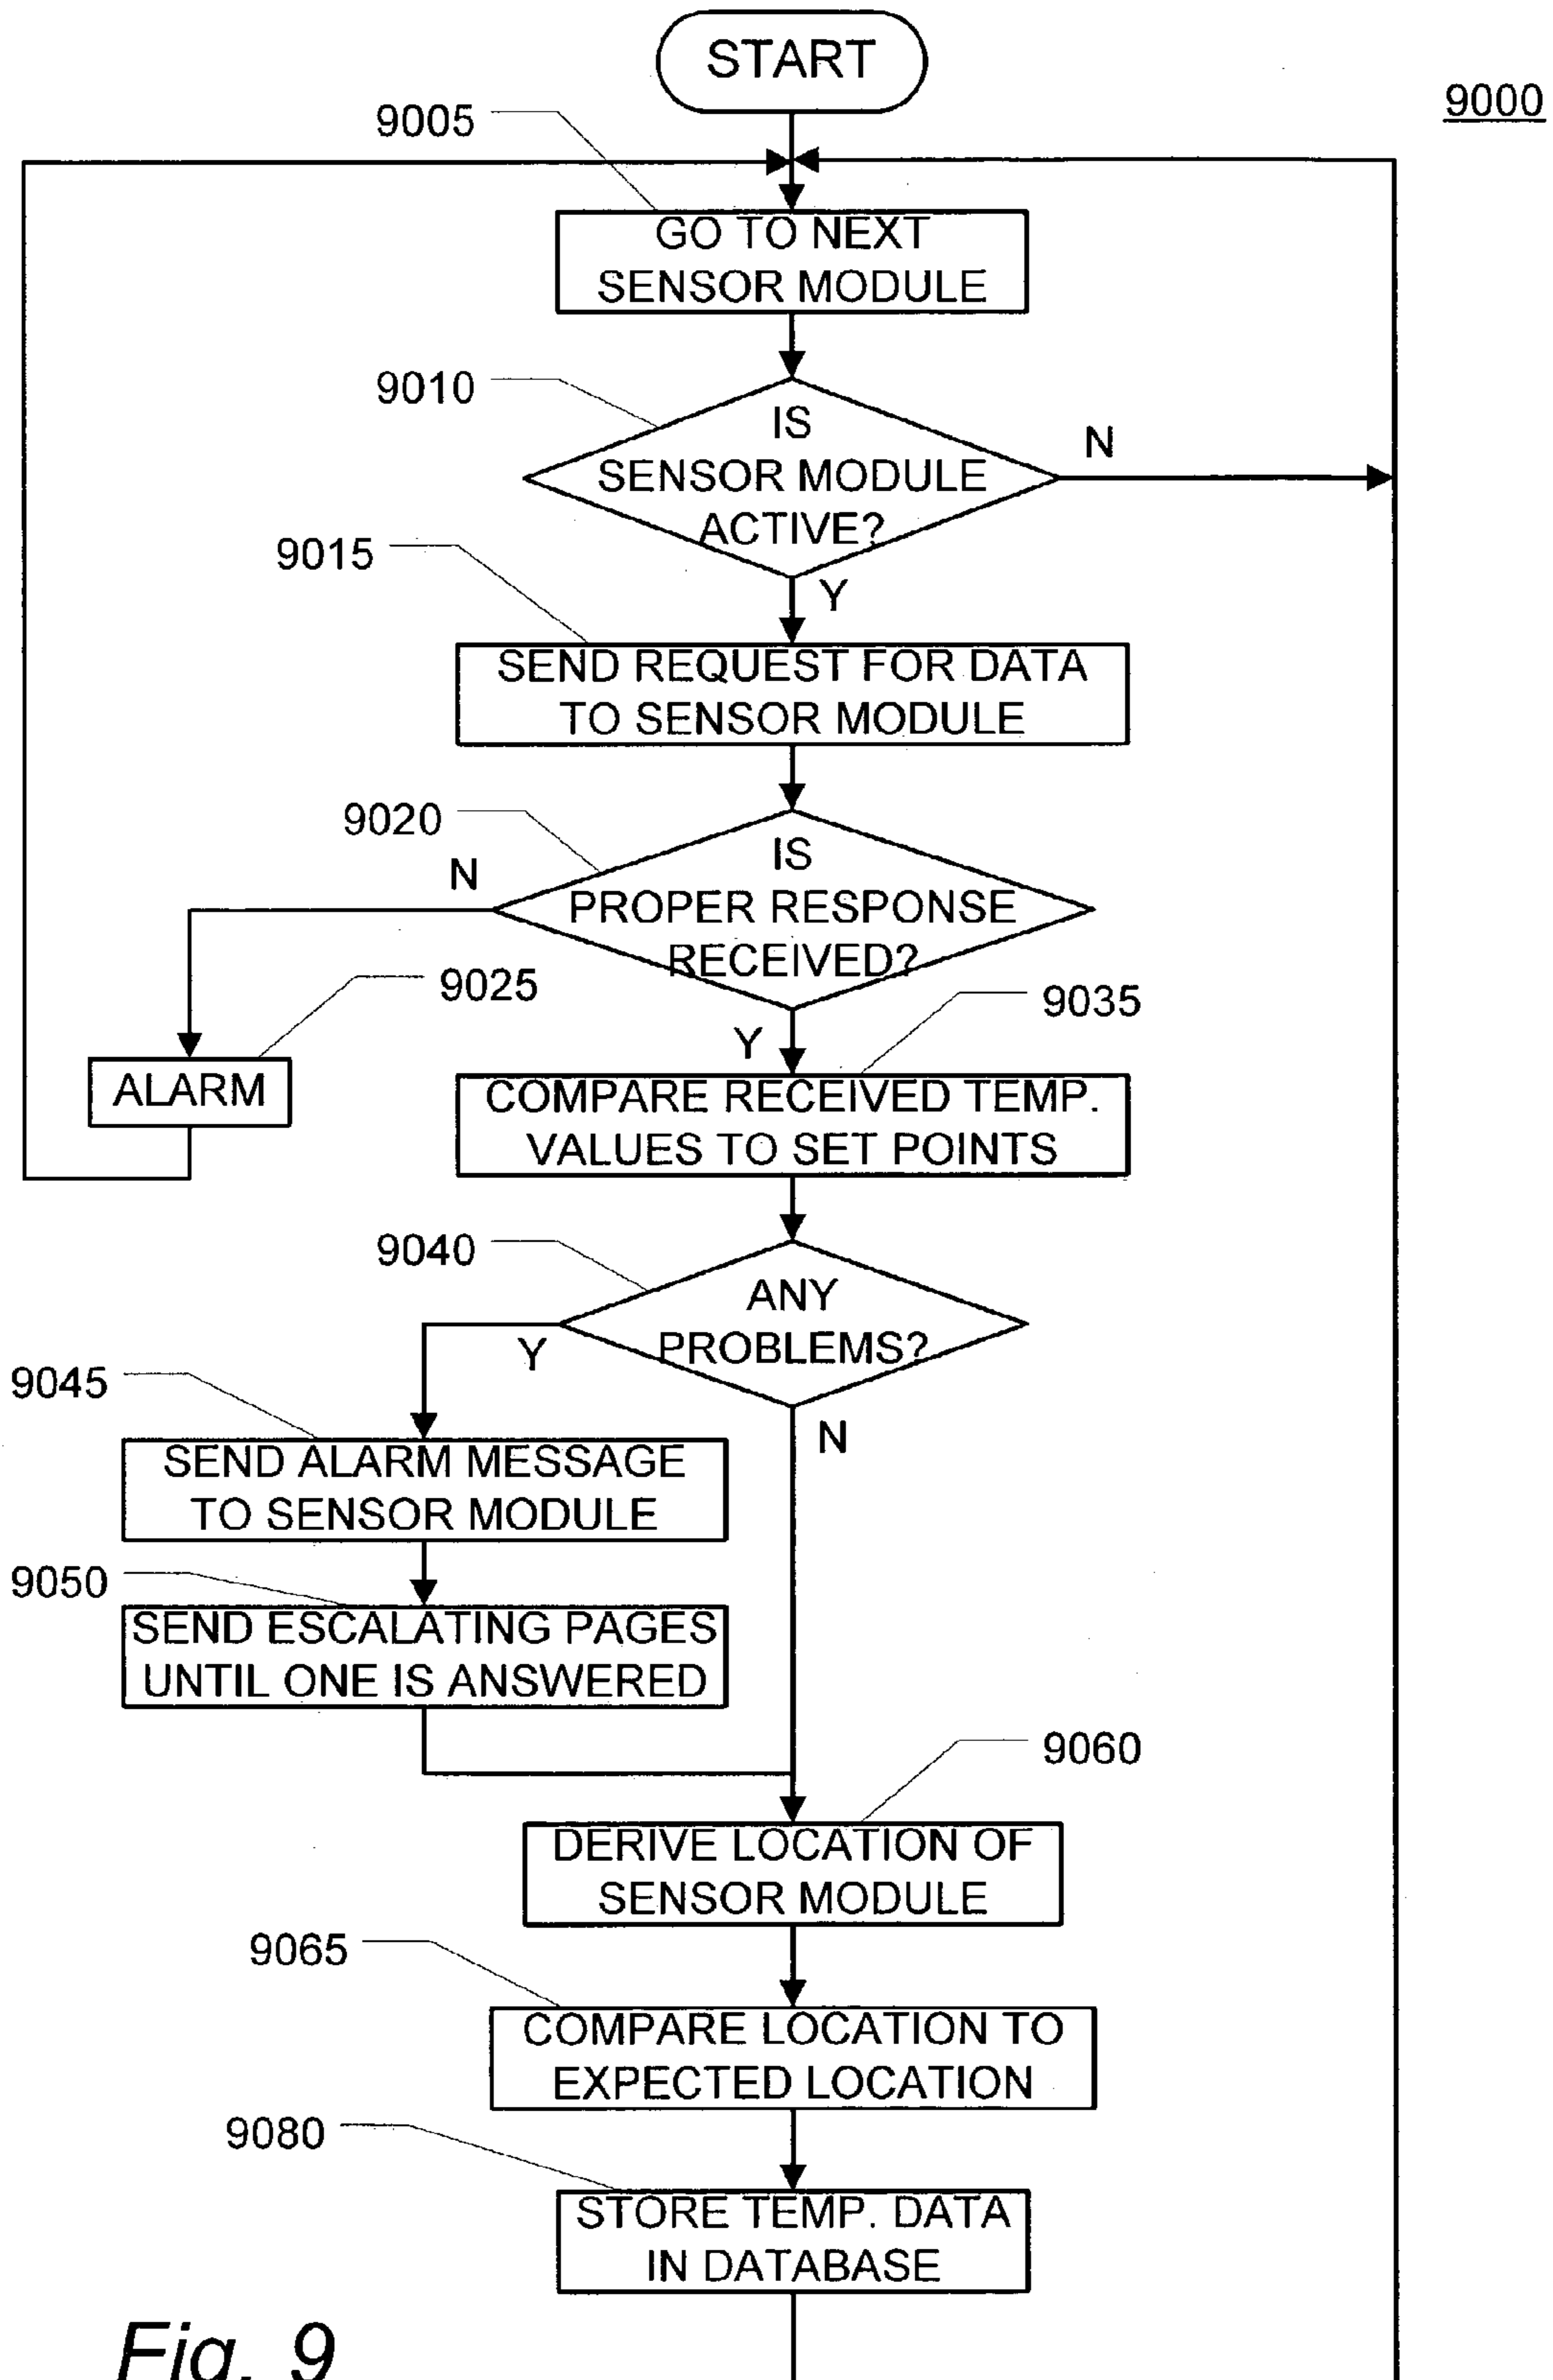 START
9000
9005
GO TO NEXT
SENSOR MODULE
9010
IS
SENSOR MODULE
ACTIVE?
N
9015
Y
SEND REQUEST FOR DATA
TO SENSOR MODULE
9020
IS
PROPER RESPONSE
RECEIVED?
N
9025
Y
9035
ALARM
COMPARE RECEIVED TEMP.
VALUES TO SET POINTS
9040
ANY
PROBLEMS?
Y
N
9045
SEND ALARM MESSAGE
TO SENSOR MODULE
9050
SEND ESCALATING PAGES
UNTIL ONE IS ANSWERED
9060
DERIVE LOCATION OF
SENSOR MODULE
9065
COMPARE LOCATION TO
EXPECTED LOCATION
9080
STORE TEMP. DATA
IN DATABASE
Fig. 9